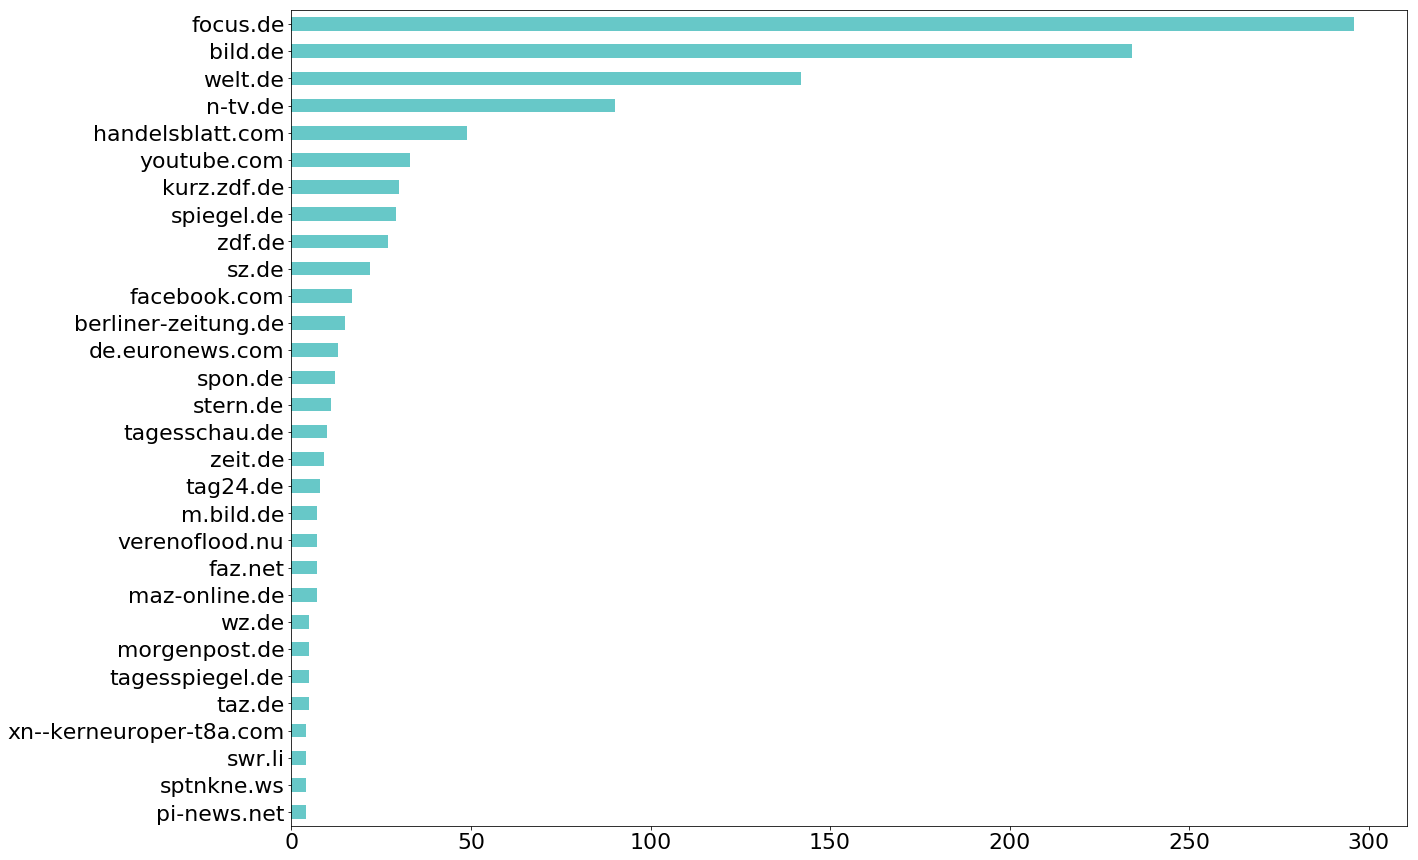 focus.de
bild.de
welt.de
n-tv.de
handelsblatt.com
youtube.com
kurz.zdf.de
spiegel.de
zdf.de
sz.de
facebook.com
berliner-zeitung.de
de.euronews.com
spon.de
stern.de
tagesschau.de
zeit.de
tag24.de
m.bild.de
verenoflood.nu
faz.net
maz-online.de
wz.de
morgenpost.de
tagesspiegel.de
taz.de
xn--kerneuroper-t8a.com
swr.li
sptnkne.ws
pi-news.net
0 50 100 150 200 250 300